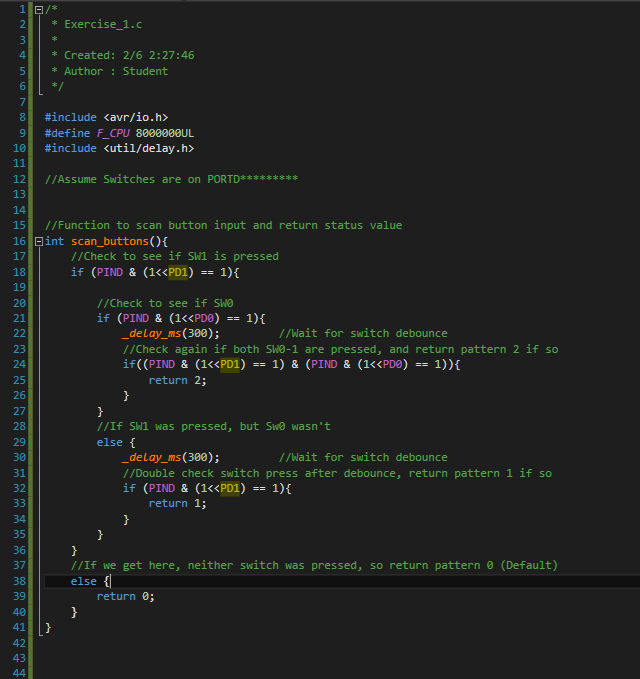 1 /*
2  * Exercise_1.c
3  *
4  * Created: 2/6 2:27:46
5  * Author : Student
6  */
7
8 #include <avr/io.h>
9 #define F_CPU 8000000UL
10 #include <util/delay.h>
11
12 //Assume Switches are on PORTD*********
13
14
15 //Function to scan button input and return status value
16 int scan_buttons(){
17     //Check to see if SW1 is pressed
18     if (PIND & (1<<PD1) == 1){
19
20         //Check to see if SW0
21         if (PIND & (1<<PD0) == 1){
22             _delay_ms(300);         //Wait for switch debounce
23             //Check again if both SW0-1 are pressed, and return pattern 2 if so
24             if((PIND & (1<<PD1) == 1) & (PIND & (1<<PD0) == 1)){
25                 return 2;
26             }
27         }
28         //If SW1 was pressed, but Sw0 wasn't
29         else {
30             _delay_ms(300);         //Wait for switch debounce
31             //Double check switch press after debounce, return pattern 1 if so
32             if (PIND & (1<<PD1) == 1){
33                 return 1;
34             }
35         }
36     }
37     //If we get here, neither switch was pressed, so return pattern 0 (Default)
38     else {
39         return 0;
40     }
41 }
42
43
44